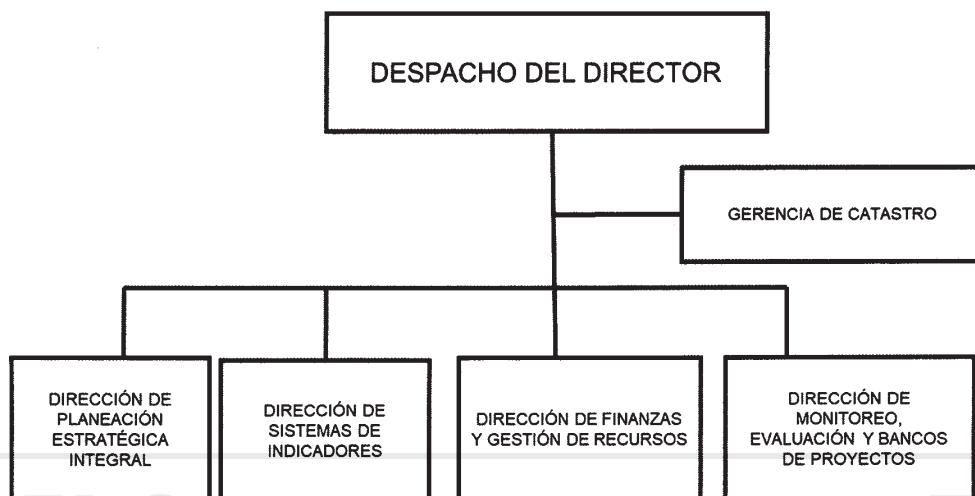 DESPACHO DEL DIRECTOR
GERENCIA DE CATASTRO
DIRECCIÓN DE
PLANEACIÓN
ESTRATÉGICA
INTEGRAL
DIRECCIÓN DE
SISTEMAS DE
INDICADORES
DIRECCIÓN DE FINANZAS
Y GESTIÓN DE RECURSOS
DIRECCIÓN DE
MONITOREO,
EVALUACIÓN Y BANCOS
DE PROYECTOS